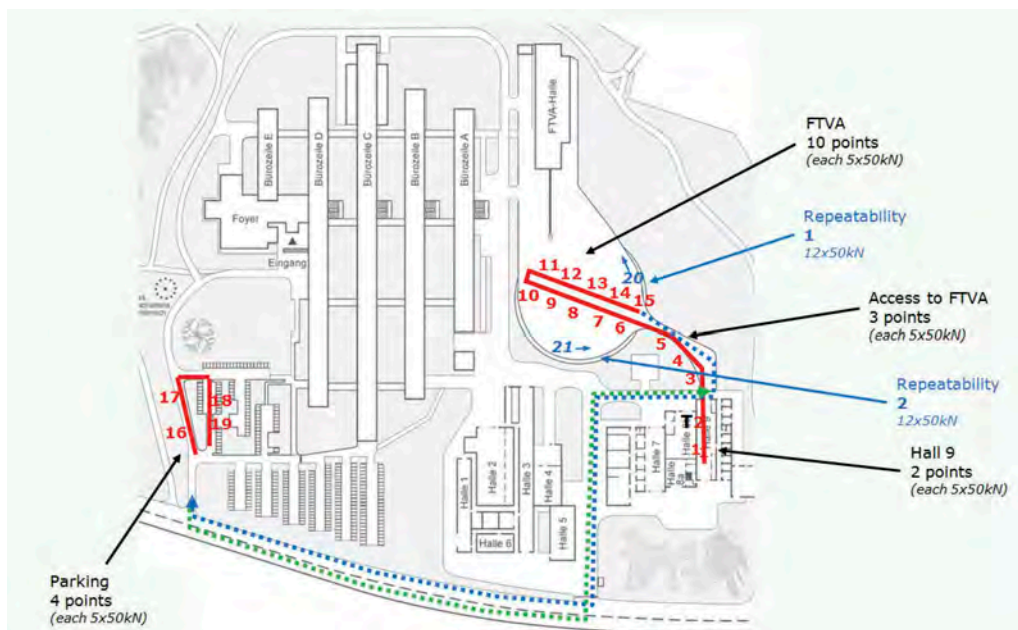 FTVA
10 points
(each 5x50kN)
Repeatability
1
12x50kN
Access to FTVA
3 points
(each 5x50kN)
Repeatability
2
12x50kN
Hall 9
2 points
(each 5x50kN)
Parking
4 points
(each 5x50kN)
Bürozeile E
Bürozeile D
Bürozeile C
Bürozeile B
Bürozeile A
FTVA-Halle
Foyer
Eingang
11
12
13
14
15
20
10
9
8
7
6
5
4
3
2
1
21
17
18
16
19
T
Halle 1
Halle 2
Halle 3
Halle 4
Halle 5
Halle 6
Halle 7
Halle
8a
Halle
Halle 9